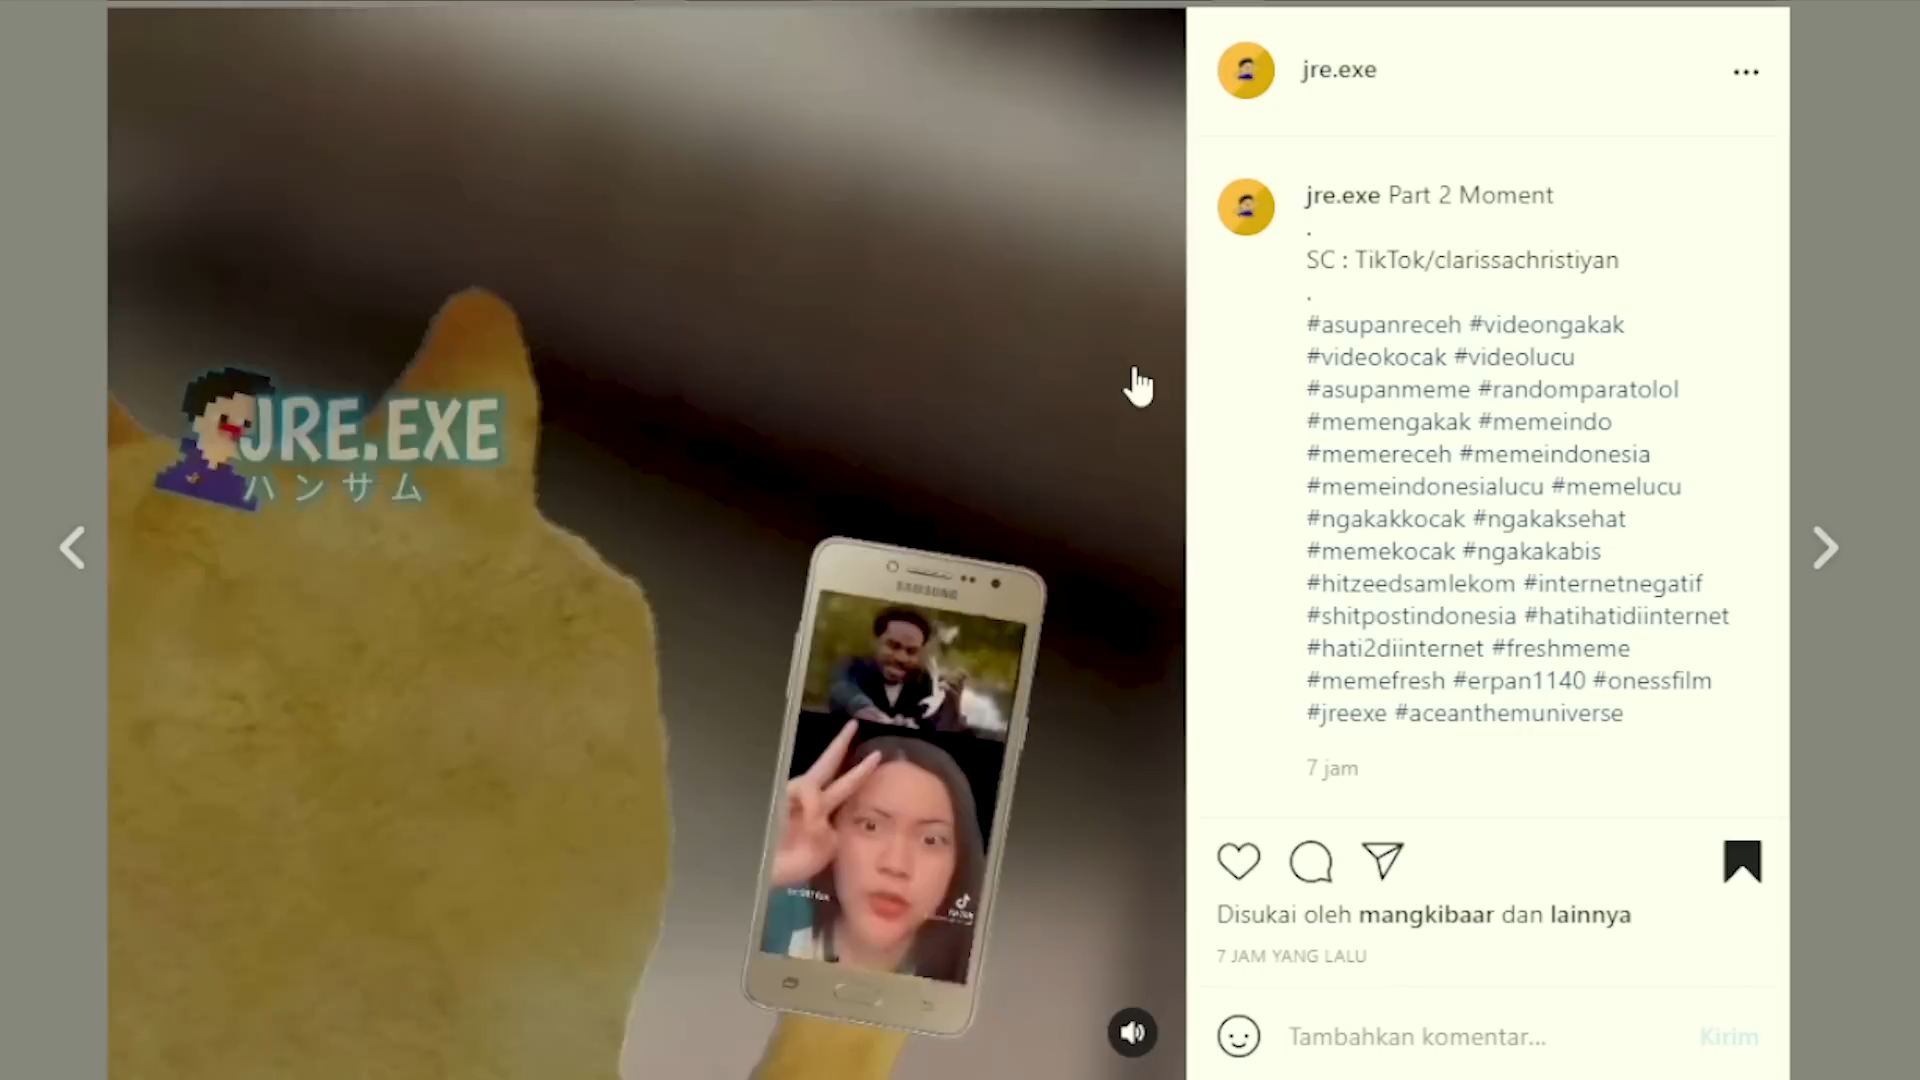 jre.exe
jre.exe Part 2 Moment
.
SC : TikTok/clarissachristiyan
.
#asupanreceh #videongakak
#videokocak #videolucu
#asupanmeme #randomparatolol
#memengakak #memeindo
#memereceh #memeindonesia
#memeindonesialucu #memelucu
#ngakakkocak #ngakaksehat
#memekocak #ngakakabis
#hitzeedsamlekom #internetnegatif
#shitpostindonesia #hatihatidiinternet
#hati2diinternet #freshmeme
#memefresh #erpan1140 #onessfilm
#jreexe #aceanthemuniverse
7 jam
Disukai oleh mangkibaar dan lainnya
7 JAM YANG LALU
Tambahkan komentar...
Kirim
JRE.EXE
ハンサム
SAMSUNG